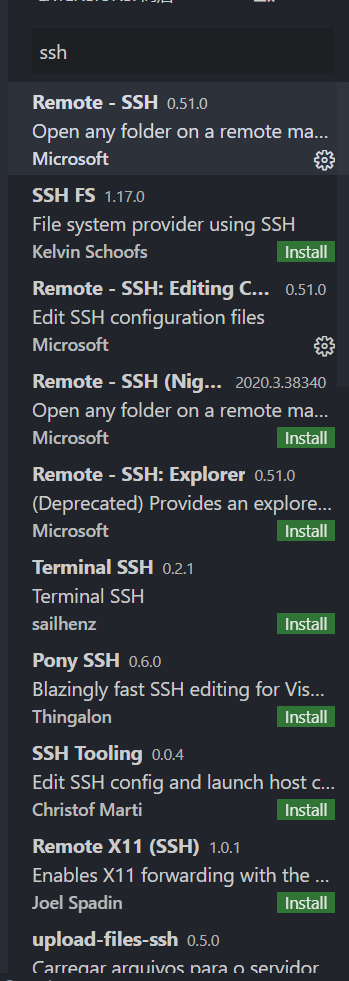 ssh
Remote - SSH 0.51.0
Open any folder on a remote ma...
Microsoft
SSH FS 1.17.0
File system provider using SSH
Kelvin Schoofs Install
Remote - SSH: Editing C... 0.51.0
Edit SSH configuration files
Microsoft
Remote - SSH (Nig... 2020.3.38340
Open any folder on a remote ma...
Microsoft Install
Remote - SSH: Explorer 0.51.0
(Deprecated) Provides an explore...
Microsoft Install
Terminal SSH 0.2.1
Terminal SSH
sailhenz Install
Pony SSH 0.6.0
Blazingly fast SSH editing for Vis...
Thingalon Install
SSH Tooling 0.0.4
Edit SSH config and launch host c...
Christof Marti Install
Remote X11 (SSH) 1.0.1
Enables X11 forwarding with the ...
Joel Spadin Install
upload-files-ssh 0.5.0
Carregar arquivos para o servidor